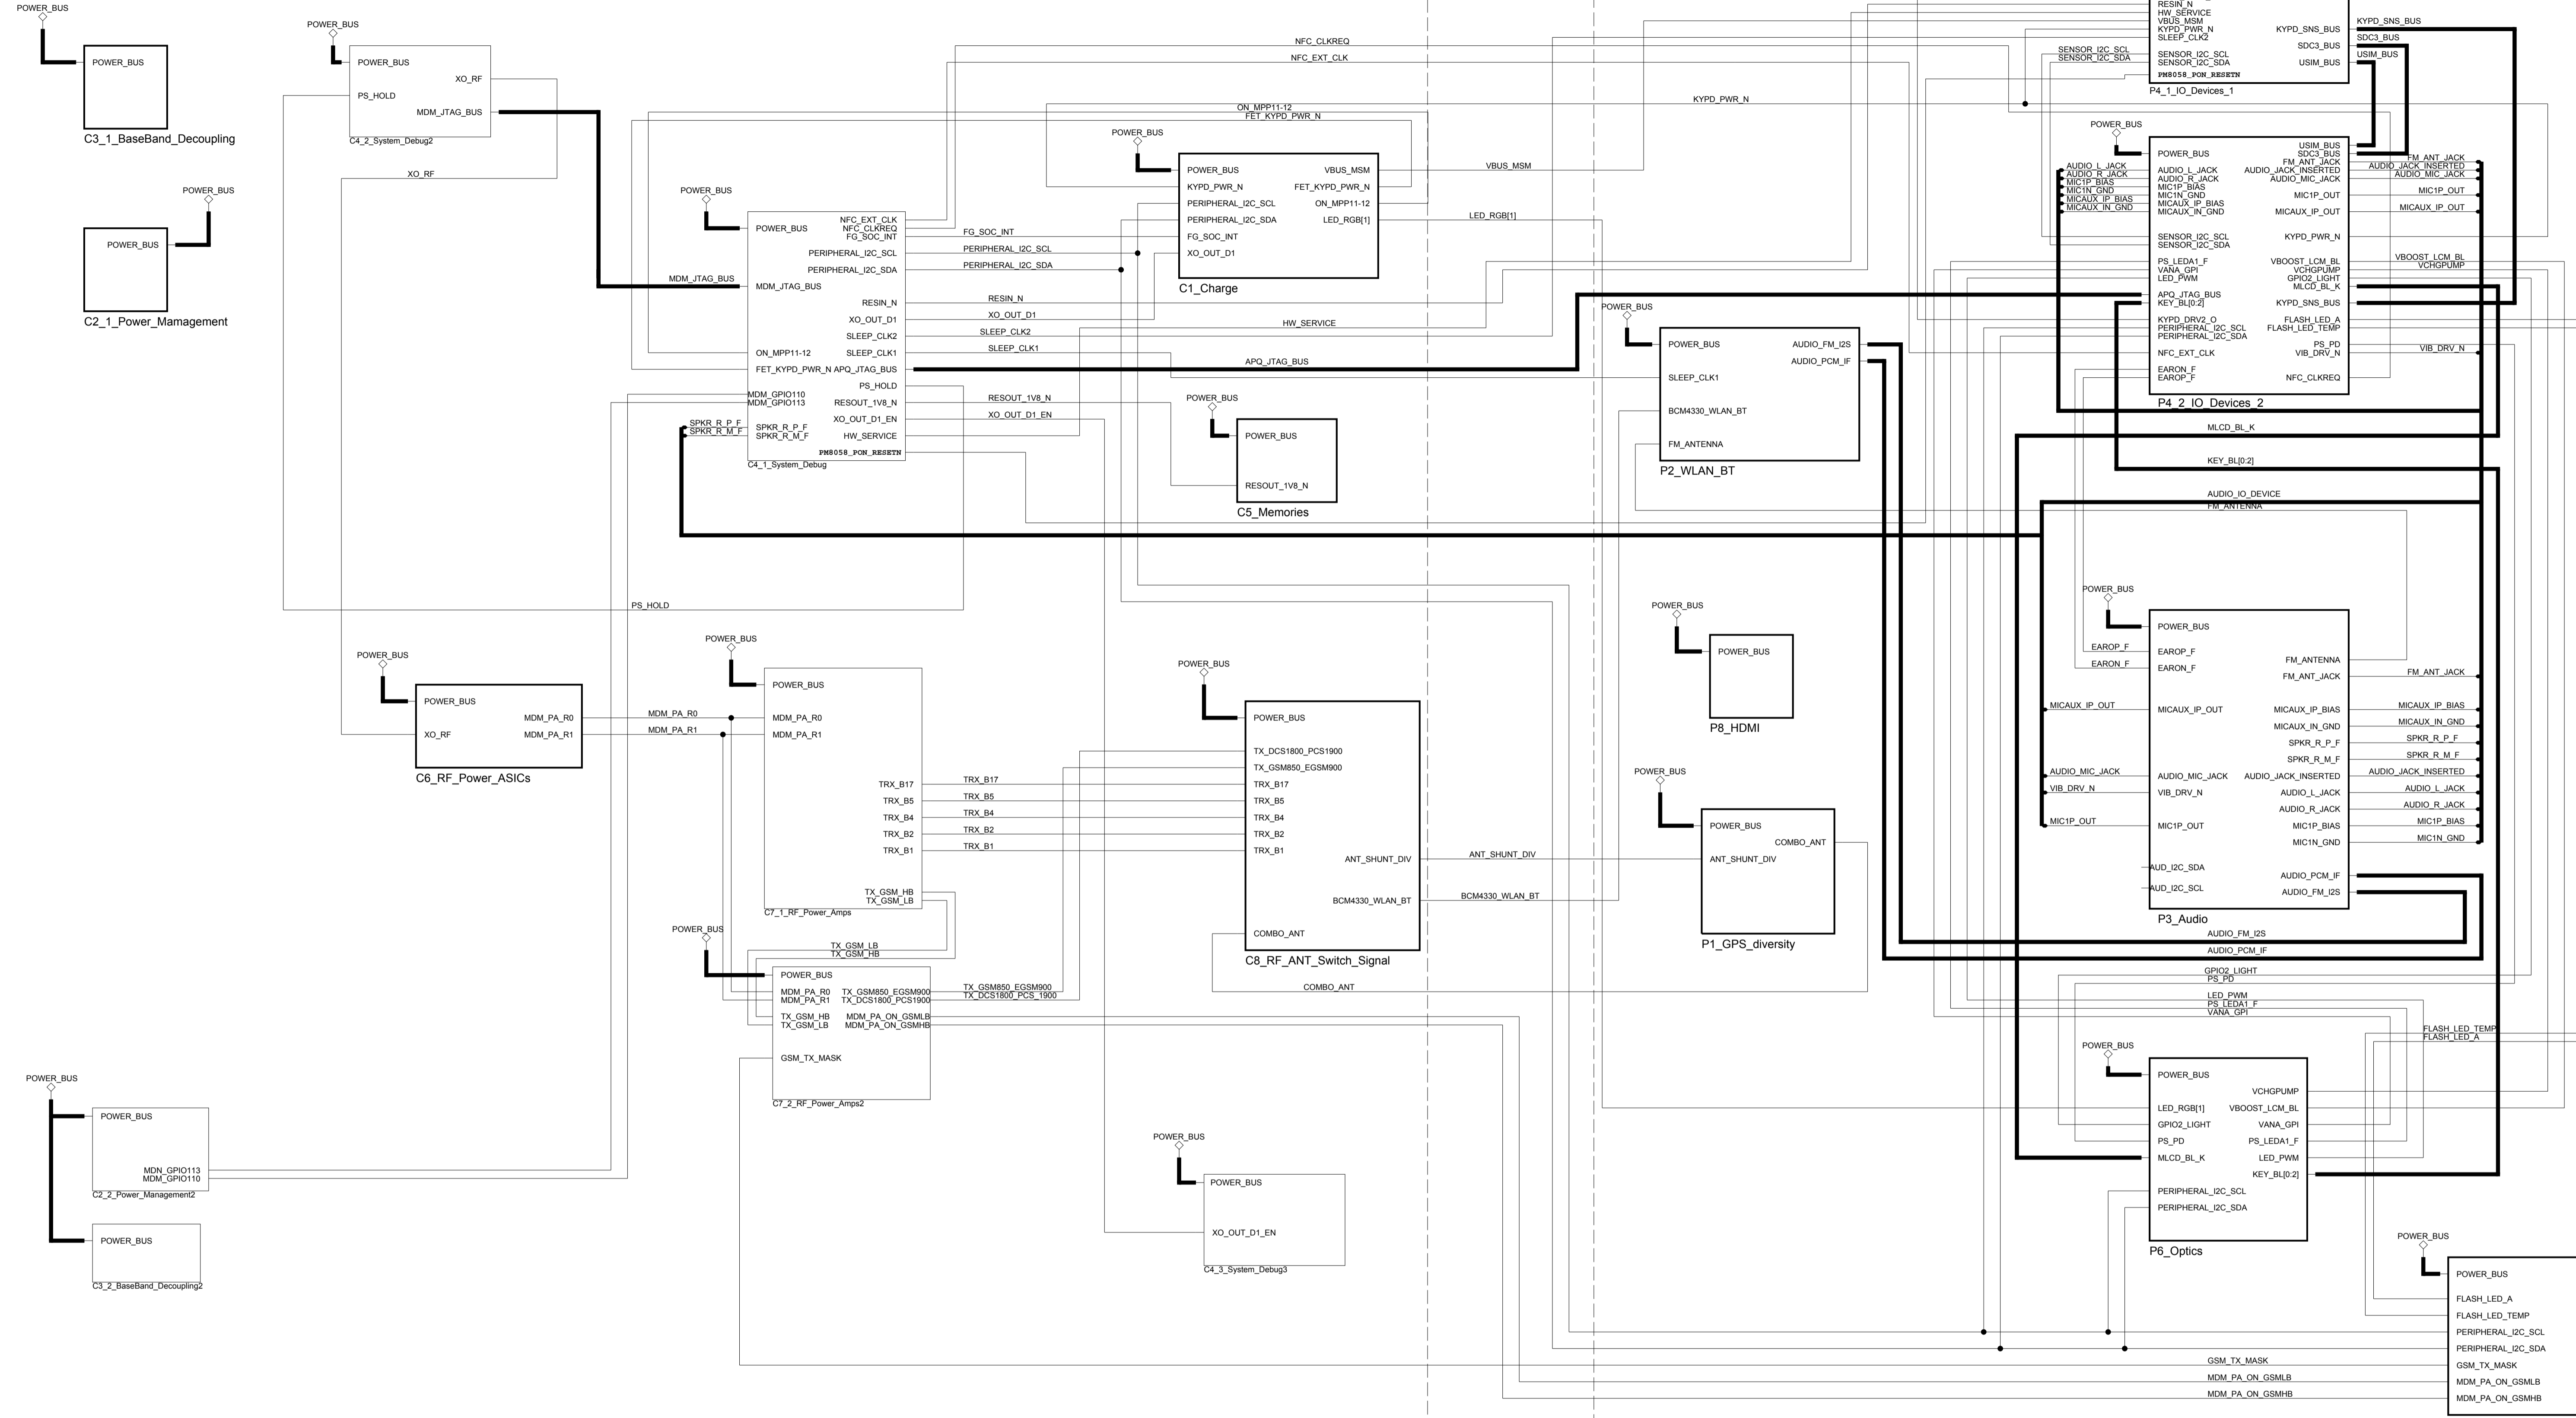 POWER_BUS
POWER_BUS
C3_1_BaseBand_Decoupling
POWER_BUS
POWER_BUS
C2_1_Power_Mamagement
POWER_BUS
POWER_BUS
XO_RF
PS_HOLD
MDM_JTAG_BUS
C4_2_System_Debug2
XO_RF
NFC_CLKREQ
NFC_EXT_CLK
KYPD_PWR_N
ON_MPP11-12
FET_KYPD_PWR_N
POWER_BUS
MDM_JTAG_BUS
POWER_BUS
MDM_JTAG_BUS
ON_MPP11-12
FET_KYPD_PWR_N
MDM_GPIO110
MDM_GPIO113
SPKR_R_P_F
SPKR_R_M_F
SPKR_R_P_F
SPKR_R_M_F
NFC_EXT_CLK
NFC_CLKREQ
FG_SOC_INT
PERIPHERAL_I2C_SCL
PERIPHERAL_I2C_SDA
RESIN_N
XO_OUT_D1
SLEEP_CLK2
SLEEP_CLK1
APQ_JTAG_BUS
PS_HOLD
RESOUT_1V8_N
XO_OUT_D1_EN
HW_SERVICE
PM8058_PON_RESETN
C4_1_System_Debug
FG_SOC_INT
PERIPHERAL_I2C_SCL
PERIPHERAL_I2C_SDA
RESIN_N
XO_OUT_D1
HW_SERVICE
SLEEP_CLK2
SLEEP_CLK1
APQ_JTAG_BUS
RESOUT_1V8_N
XO_OUT_D1_EN
PS_HOLD
POWER_BUS
POWER_BUS
KYPD_PWR_N
PERIPHERAL_I2C_SCL
PERIPHERAL_I2C_SDA
FG_SOC_INT
XO_OUT_D1
VBUS_MSM
FET_KYPD_PWR_N
ON_MPP11-12
LED_RGB[1]
C1_Charge
VBUS_MSM
LED_RGB[1]
POWER_BUS
POWER_BUS
RESOUT_1V8_N
C5_Memories
POWER_BUS
POWER_BUS
SLEEP_CLK1
BCM4330_WLAN_BT
FM_ANTENNA
AUDIO_FM_I2S
AUDIO_PCM_IF
P2_WLAN_BT
RESIN_N
HW_SERVICE
VBUS_MSM
KYPD_PWR_N
SLEEP_CLK2
SENSOR_I2C_SCL
SENSOR_I2C_SDA
SENSOR_I2C_SCL
SENSOR_I2C_SDA
PM8058_PON_RESETN
KYPD_SNS_BUS
SDC3_BUS
USIM_BUS
KYPD_SNS_BUS
SDC3_BUS
USIM_BUS
P4_1_IO_Devices_1
POWER_BUS
POWER_BUS
AUDIO_L_JACK
AUDIO_R_JACK
MIC1P_BIAS
MIC1N_GND
MICAUX_IP_BIAS
MICAUX_IN_GND
AUDIO_L_JACK
AUDIO_R_JACK
MIC1P_BIAS
MIC1N_GND
MICAUX_IP_BIAS
MICAUX_IN_GND
SENSOR_I2C_SCL
SENSOR_I2C_SDA
PS_LEDA1_F
VANA_GPI
LED_PWM
APQ_JTAG_BUS
KEY_BL[0:2]
KYPD_DRV2_O
PERIPHERAL_I2C_SCL
PERIPHERAL_I2C_SDA
NFC_EXT_CLK
EARON_F
EAROP_F
USIM_BUS
SDC3_BUS
FM_ANT_JACK
AUDIO_JACK_INSERTED
AUDIO_MIC_JACK
MIC1P_OUT
MICAUX_IP_OUT
KYPD_PWR_N
VBOOST_LCM_BL
VCHGPUMP
GPIO2_LIGHT
MLCD_BL_K
KYPD_SNS_BUS
FLASH_LED_A
FLASH_LED_TEMP
PS_PD
VIB_DRV_N
NFC_CLKREQ
FM_ANT_JACK
AUDIO_JACK_INSERTED
AUDIO_MIC_JACK
MIC1P_OUT
MICAUX_IP_OUT
VBOOST_LCM_BL
VCHGPUMP
VIB_DRV_N
P4_2_IO_Devices_2
MLCD_BL_K
KEY_BL[0:2]
AUDIO_IO_DEVICE
FM_ANTENNA
POWER_BUS
POWER_BUS
XO_RF
MDM_PA_R0
MDM_PA_R1
C6_RF_Power_ASICs
MDM_PA_R0
MDM_PA_R1
POWER_BUS
POWER_BUS
MDM_PA_R0
MDM_PA_R1
TRX_B17
TRX_B5
TRX_B4
TRX_B2
TRX_B1
TX_GSM_HB
TX_GSM_LB
C7_1_RF_Power_Amps
TRX_B17
TRX_B5
TRX_B4
TRX_B2
TRX_B1
TX_GSM_LB
TX_GSM_HB
POWER_BUS
POWER_BUS
MDM_PA_R0
MDM_PA_R1
TX_GSM_HB
TX_GSM_LB
GSM_TX_MASK
TX_GSM850_EGSM900
TX_DCS1800_PCS1900
MDM_PA_ON_GSMLB
MDM_PA_ON_GSMHB
C7_2_RF_Power_Amps2
TX_GSM850_EGSM900
TX_DCS1800_PCS_1900
POWER_BUS
POWER_BUS
TX_DCS1800_PCS1900
TX_GSM850_EGSM900
TRX_B17
TRX_B5
TRX_B4
TRX_B2
TRX_B1
ANT_SHUNT_DIV
BCM4330_WLAN_BT
COMBO_ANT
C8_RF_ANT_Switch_Signal
COMBO_ANT
ANT_SHUNT_DIV
BCM4330_WLAN_BT
POWER_BUS
POWER_BUS
P8_HDMI
POWER_BUS
POWER_BUS
COMBO_ANT
ANT_SHUNT_DIV
P1_GPS_diversity
POWER_BUS
POWER_BUS
EAROP_F
EARON_F
MICAUX_IP_OUT
AUDIO_MIC_JACK
VIB_DRV_N
MIC1P_OUT
EAROP_F
EARON_F
MICAUX_IP_OUT
AUDIO_MIC_JACK
VIB_DRV_N
MIC1P_OUT
AUD_I2C_SDA
AUD_I2C_SCL
FM_ANTENNA
FM_ANT_JACK
MICAUX_IP_BIAS
MICAUX_IN_GND
SPKR_R_P_F
SPKR_R_M_F
AUDIO_JACK_INSERTED
AUDIO_L_JACK
AUDIO_R_JACK
MIC1P_BIAS
MIC1N_GND
AUDIO_PCM_IF
AUDIO_FM_I2S
FM_ANT_JACK
MICAUX_IP_BIAS
MICAUX_IN_GND
SPKR_R_P_F
SPKR_R_M_F
AUDIO_JACK_INSERTED
AUDIO_L_JACK
AUDIO_R_JACK
MIC1P_BIAS
MIC1N_GND
P3_Audio
AUDIO_FM_I2S
AUDIO_PCM_IF
GPIO2_LIGHT
PS_PD
LED_PWM
PS_LEDA1_F
VANA_GPI
FLASH_LED_TEMP
FLASH_LED_A
POWER_BUS
POWER_BUS
LED_RGB[1]
GPIO2_LIGHT
PS_PD
MLCD_BL_K
PERIPHERAL_I2C_SCL
PERIPHERAL_I2C_SDA
VCHGPUMP
VBOOST_LCM_BL
VANA_GPI
PS_LEDA1_F
LED_PWM
KEY_BL[0:2]
P6_Optics
POWER_BUS
POWER_BUS
MDN_GPIO113
MDM_GPIO110
C2_2_Power_Management2
POWER_BUS
C3_2_BaseBand_Decoupling2
POWER_BUS
POWER_BUS
XO_OUT_D1_EN
C4_3_System_Debug3
POWER_BUS
POWER_BUS
FLASH_LED_A
FLASH_LED_TEMP
PERIPHERAL_I2C_SCL
PERIPHERAL_I2C_SDA
GSM_TX_MASK
MDM_PA_ON_GSMLB
MDM_PA_ON_GSMHB
GSM_TX_MASK
MDM_PA_ON_GSMLB
MDM_PA_ON_GSMHB